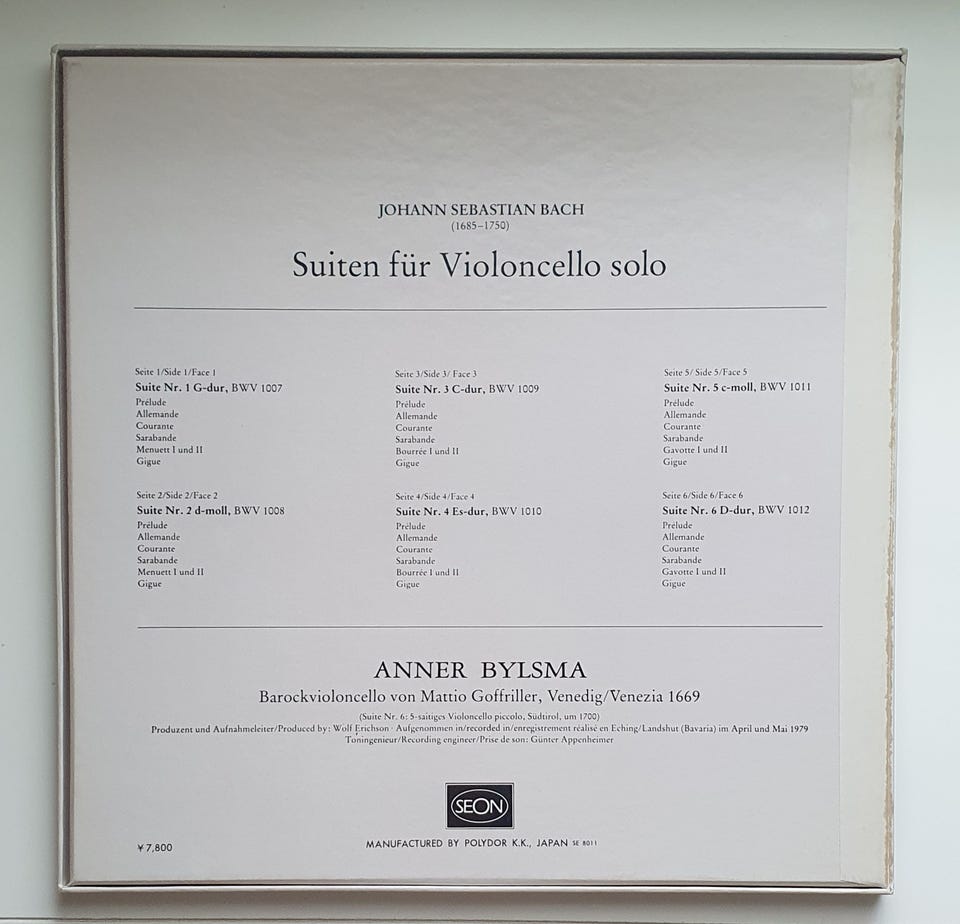 JOHANN SEBASTIAN BACH
(1685–1750)
Suiten für Violoncello solo
Seite 1/Side 1/Face 1
Suite Nr. 1 G-dur, BWV 1007
Prélude
Allemande
Courante
Sarabande
Menuett I und II
Gigue
Seite 2/Side 2/Face 2
Suite Nr. 2 d-moll, BWV 1008
Prélude
Allemande
Courante
Sarabande
Menuett I und II
Gigue
Seite 3/Side 3/ Face 3
Suite Nr. 3 C-dur, BWV 1009
Prélude
Allemande
Courante
Sarabande
Bourrée I und II
Gigue
Seite 4/Side 4/Face 4
Suite Nr. 4 Es-dur, BWV 1010
Prélude
Allemande
Courante
Sarabande
Bourrée I und II
Gigue
Seite 5/ Side 5/Face 5
Suite Nr. 5 c-moll, BWV 1011
Prélude
Allemande
Courante
Sarabande
Gavotte I und II
Gigue
Seite 6/Side 6/Face 6
Suite Nr. 6 D-dur, BWV 1012
Prélude
Allemande
Courante
Sarabande
Gavotte I und II
Gigue
ANNER BYLSMA
Barockvioloncello von Mattio Goffriller, Venedig/Venezia 1669
(Suite Nr. 6: 5-saitiges Violoncello piccolo, Südtirol, um 1700)
Produzent und Aufnahmeleiter/Produced by: Wolf Erichson · Aufgenommen in/recorded in/enregistrement réalisé en Eching/Landshut (Bavaria) im April und Mai 1979
Toningenieur/Recording engineer/Prise de son: Günter Appenheimer
SEON
¥7,800
MANUFACTURED BY POLYDOR K.K., JAPAN SE 8011